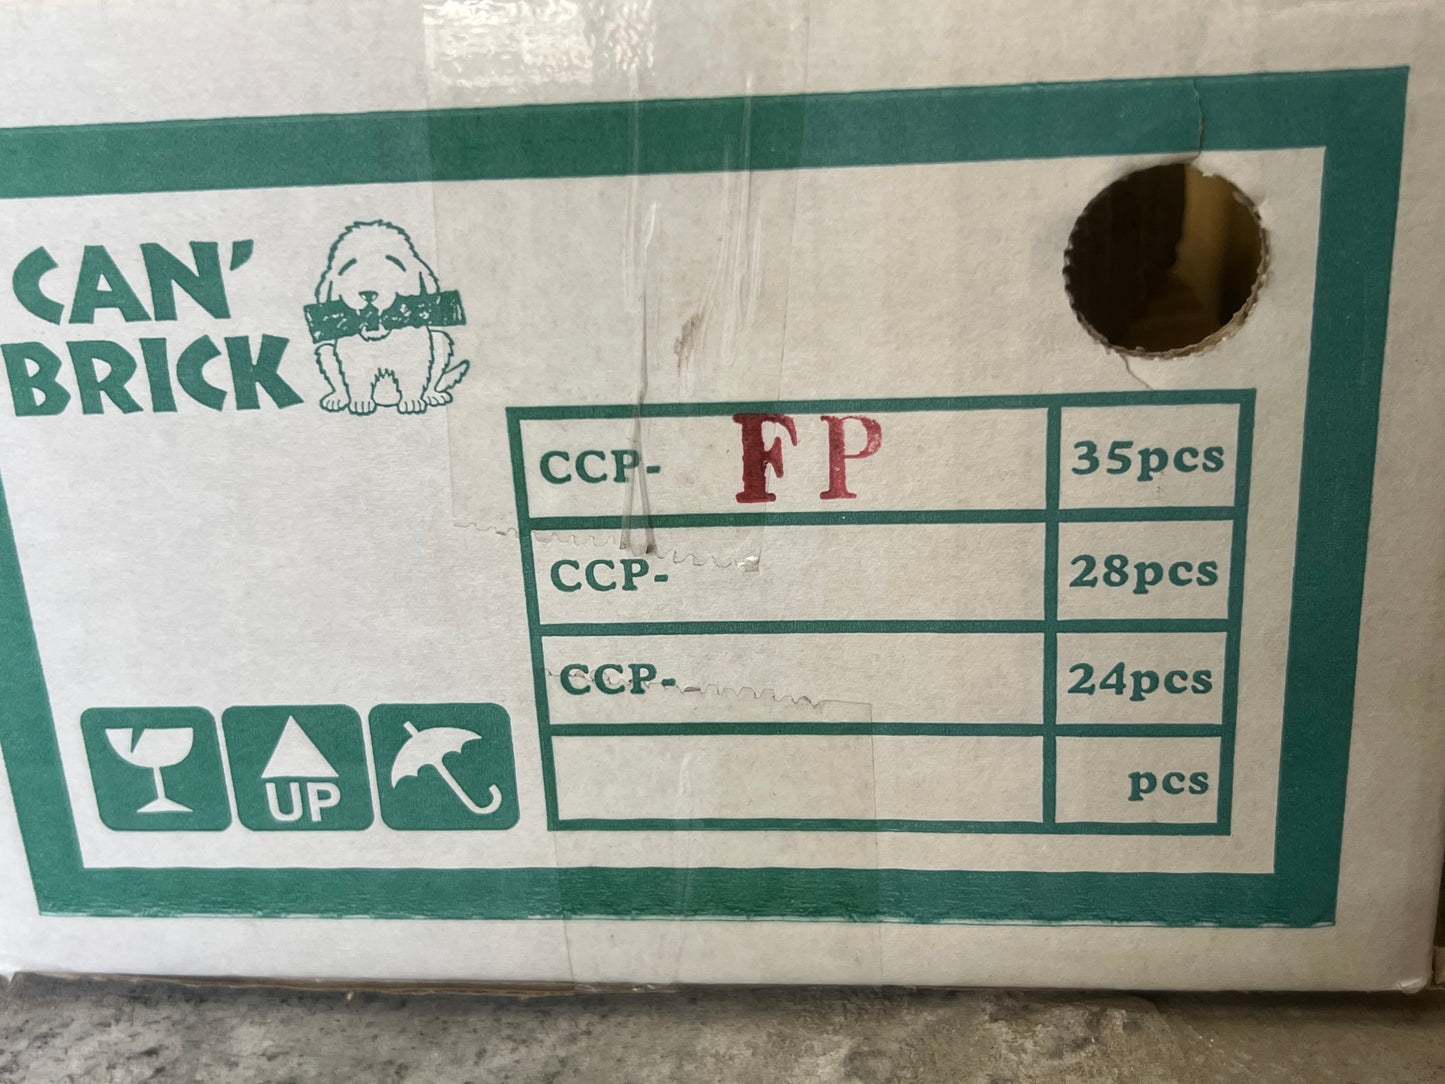 CAN'
BRICK
CCP- FP 35pcs
CCP- 28pcs
CCP- 24pcs
pcs
UP